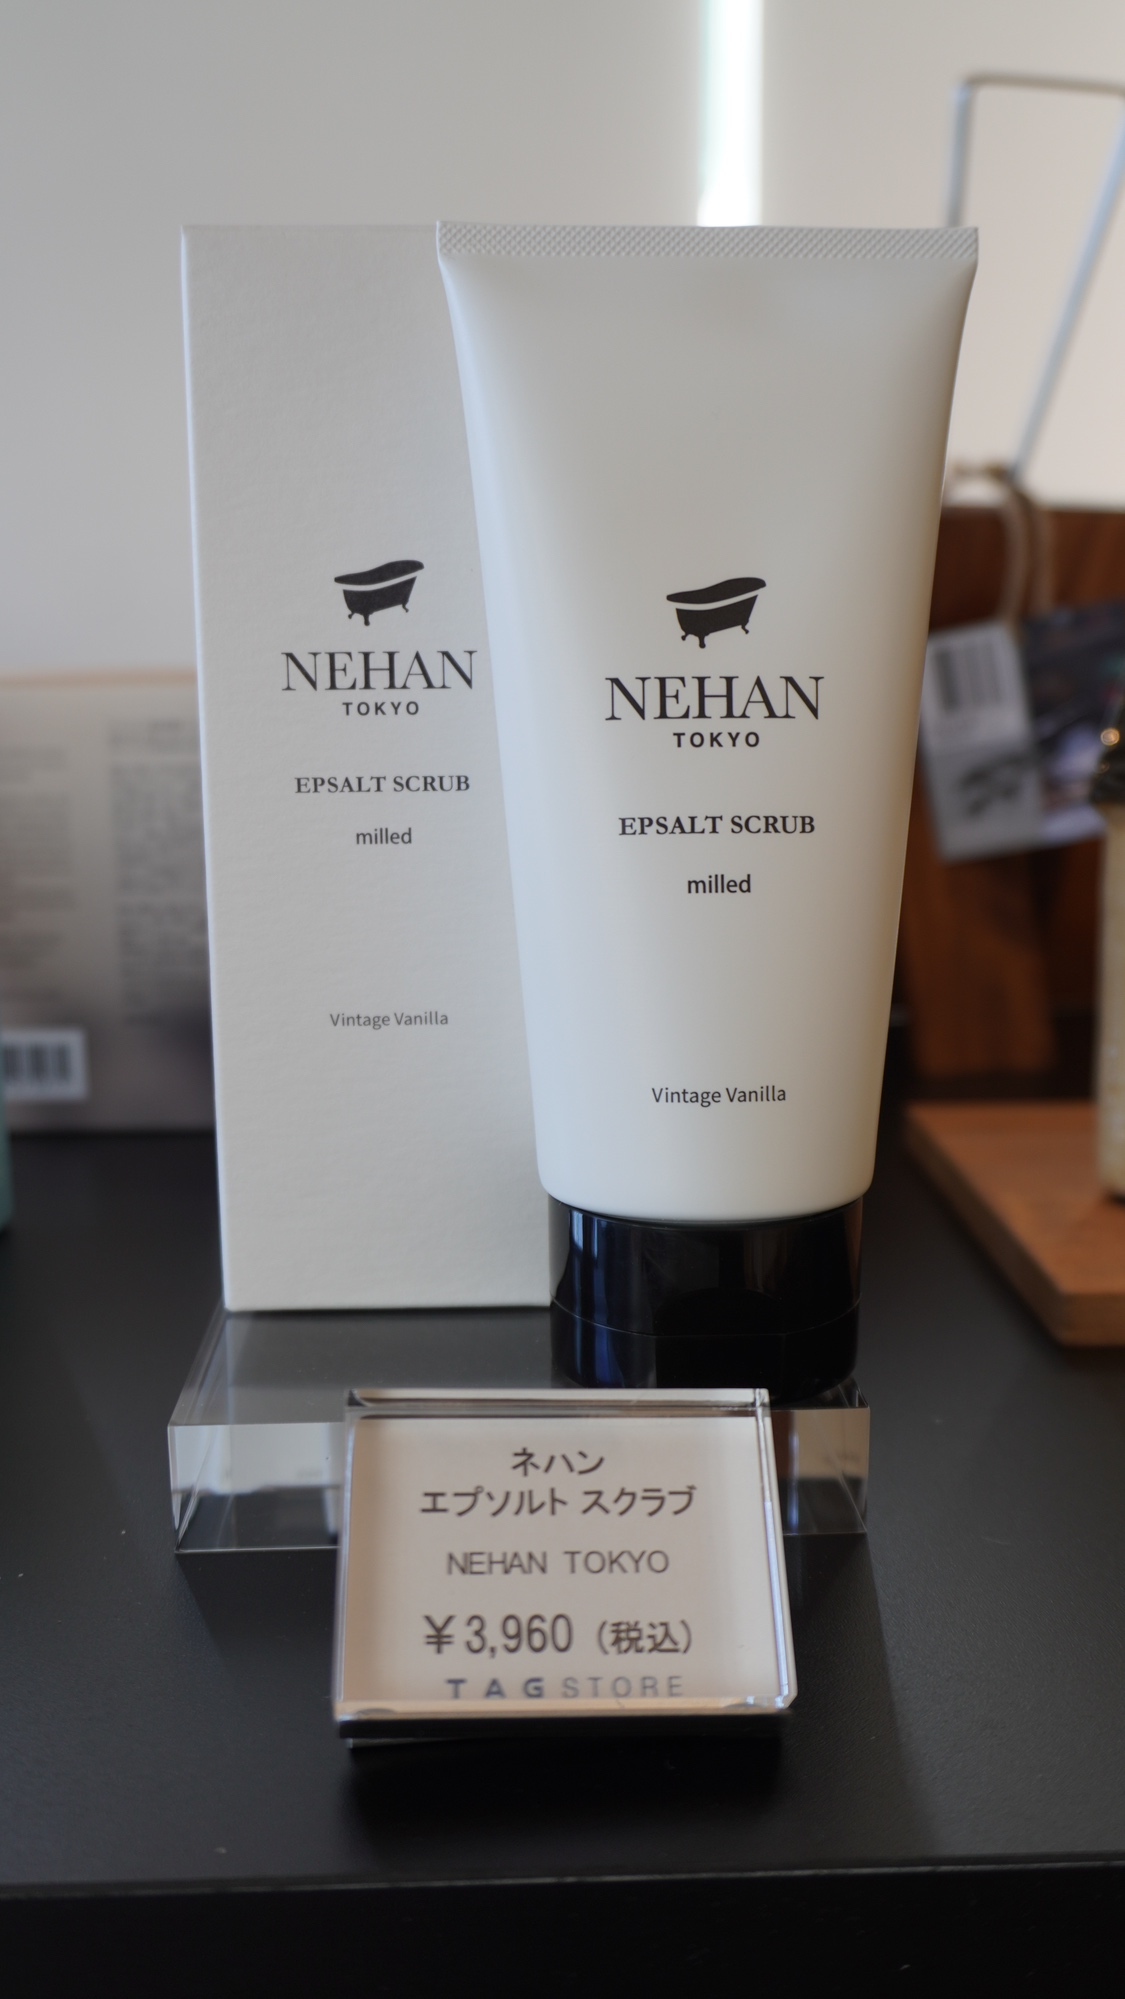 NEHAN
TOKYO
EPSALT SCRUB
milled
Vintage Vanilla
NEHAN
TOKYO
EPSALT SCRUB
milled
Vintage Vanilla
ネハン
エプソルト スクラブ
NEHAN TOKYO
¥3,960（税込）
TAG STORE